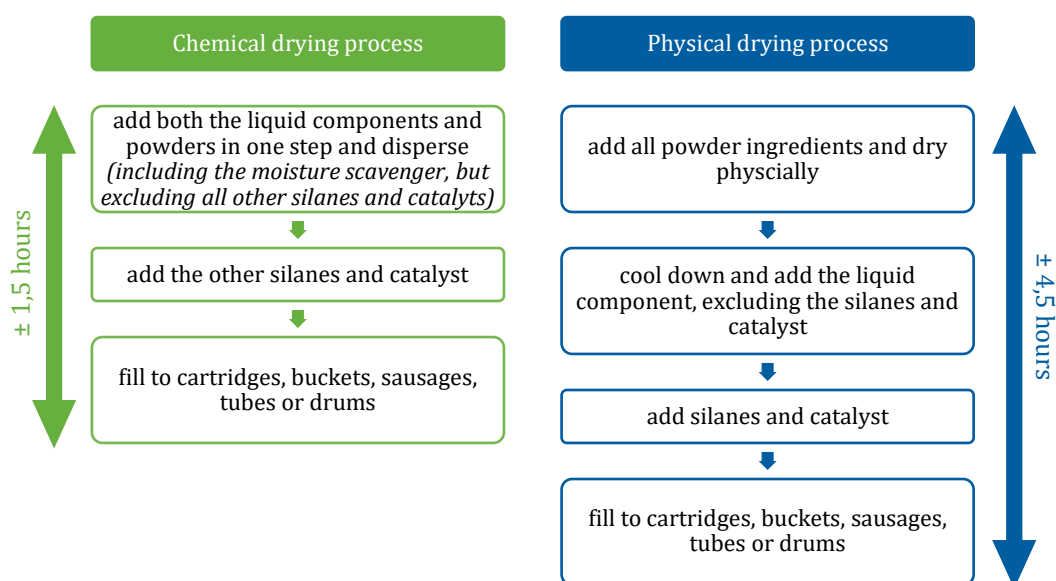 Chemical drying process
± 1,5 hours
add both the liquid components and
powders in one step and disperse
(including the moisture scavenger, but
excluding all other silanes and catalyts)
add the other silanes and catalyst
fill to cartridges, buckets, sausages,
tubes or drums
Physical drying process
add all powder ingredients and dry
physcially
cool down and add the liquid
component, excluding the silanes and
catalyst
add silanes and catalyst
fill to cartridges, buckets, sausages,
tubes or drums
± 4,5 hours